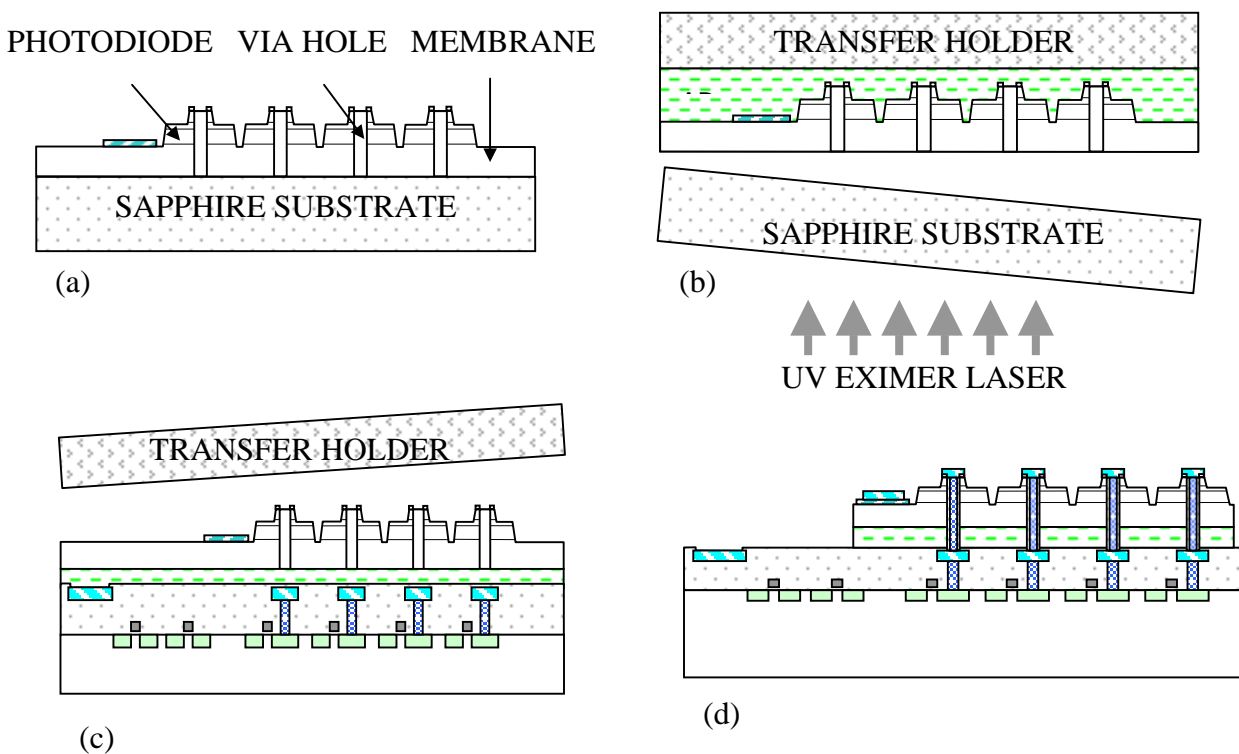 PHOTODIODE VIA HOLE MEMBRANE
SAPPHIRE SUBSTRATE
(a)
TRANSFER HOLDER
SAPPHIRE SUBSTRATE
(b)
UV EXIMER LASER
TRANSFER HOLDER
(c)
(d)